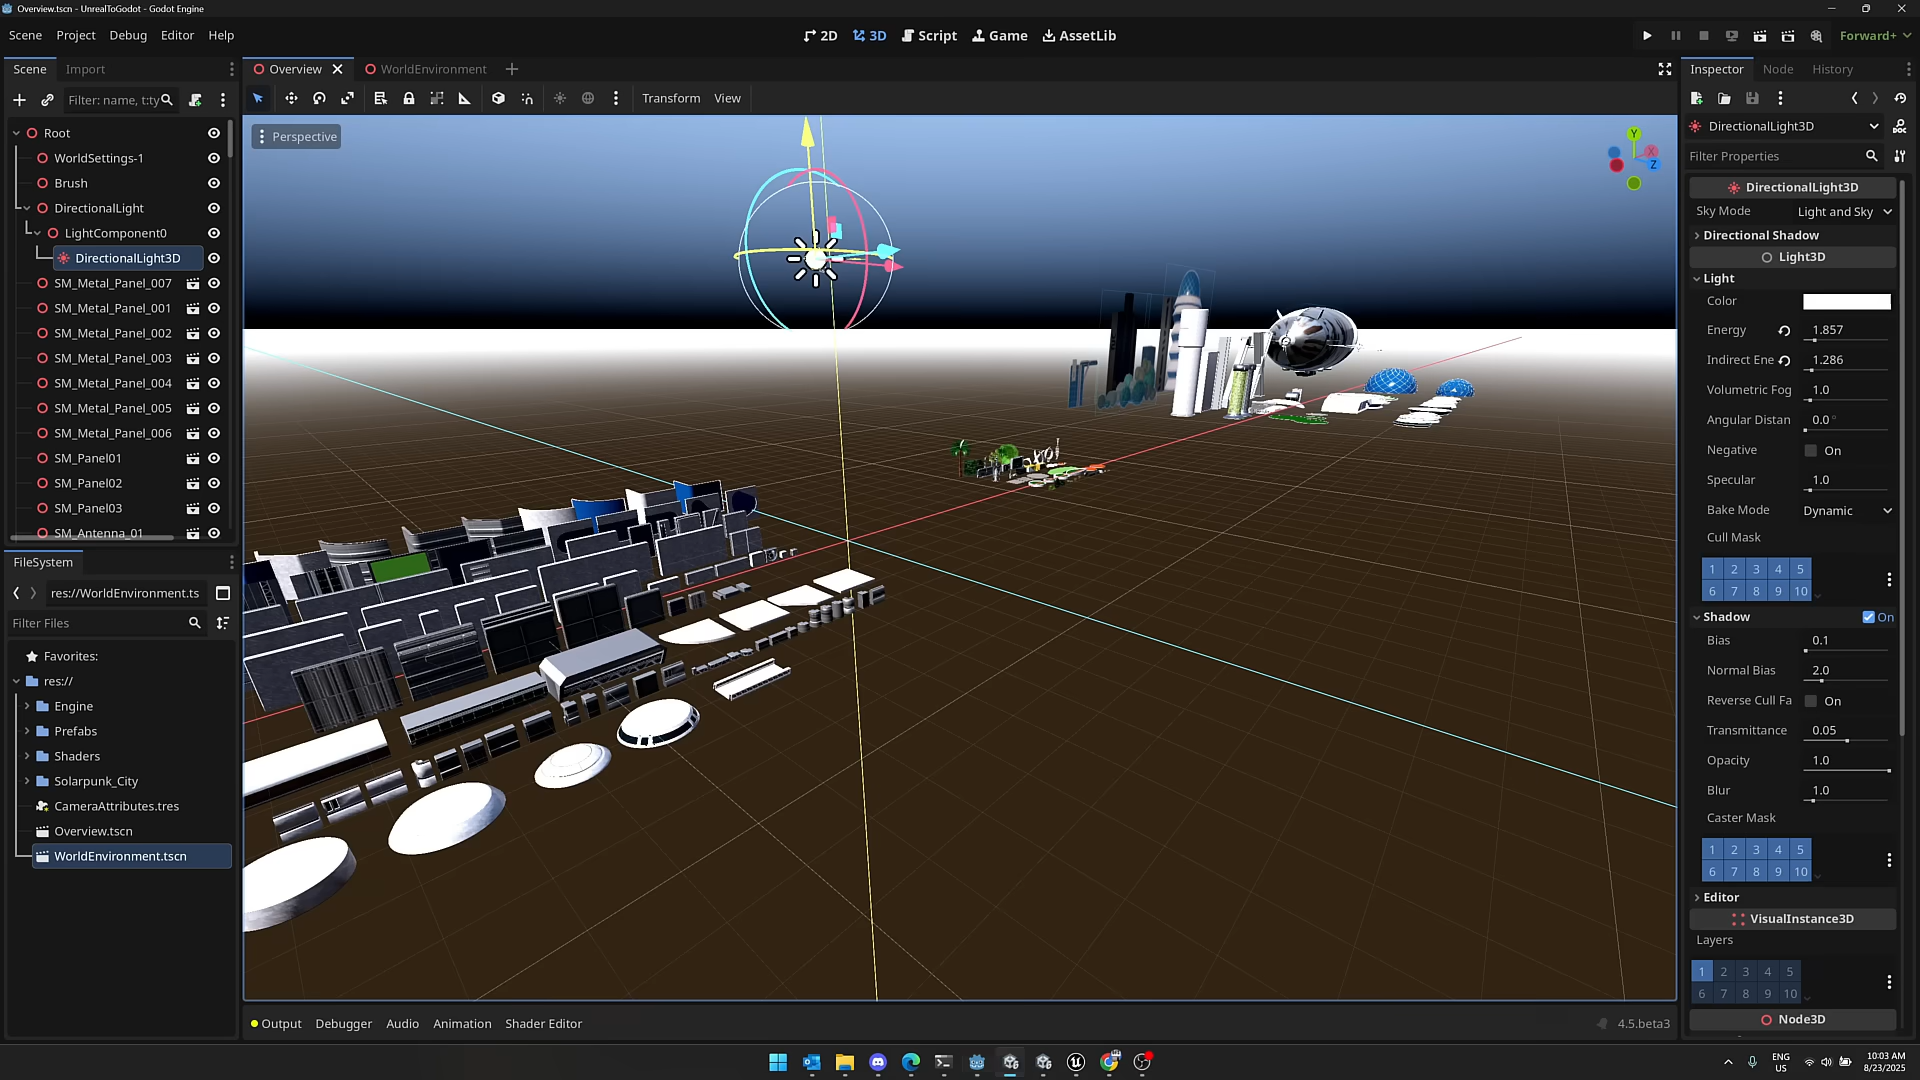 Overview.tscn - UnrealToGodot - Godot Engine
Scene Project Debug Editor Help
2D 3D Script Game AssetLib
Forward+
Scene Import
Overview WorldEnvironment
Inspector Node History
Filter: name, t:ty
Transform View
Perspective
Y
X
Z
Root
WorldSettings-1
Brush
DirectionalLight
LightComponent0
DirectionalLight3D
SM_Metal_Panel_007
SM_Metal_Panel_001
SM_Metal_Panel_002
SM_Metal_Panel_003
SM_Metal_Panel_004
SM_Metal_Panel_005
SM_Metal_Panel_006
SM_Panel01
SM_Panel02
SM_Panel03
SM_Antenna_01
FileSystem
res://WorldEnvironment.ts
Filter Files
Favorites:
res://
Engine
Prefabs
Shaders
Solarpunk_City
CameraAttributes.tres
Overview.tscn
WorldEnvironment.tscn
Output Debugger Audio Animation Shader Editor
4.5.beta3
DirectionalLight3D
Filter Properties
DirectionalLight3D
Sky Mode Light and Sky
Directional Shadow
Light3D
Light
Color
Energy 1.857
Indirect Ene 1.286
Volumetric Fog 1.0
Angular Distan 0.0 °
Negative On
Specular 1.0
Bake Mode Dynamic
Cull Mask
1 2 3 4 5
6 7 8 9 10
Shadow On
Bias 0.1
Normal Bias 2.0
Reverse Cull Fa On
Transmittance 0.05
Opacity 1.0
Blur 1.0
Caster Mask
1 2 3 4 5
6 7 8 9 10
Editor
VisualInstance3D
Layers
1 2 3 4 5
6 7 8 9 10
Node3D
ENG
US
10:03 AM
8/23/2025